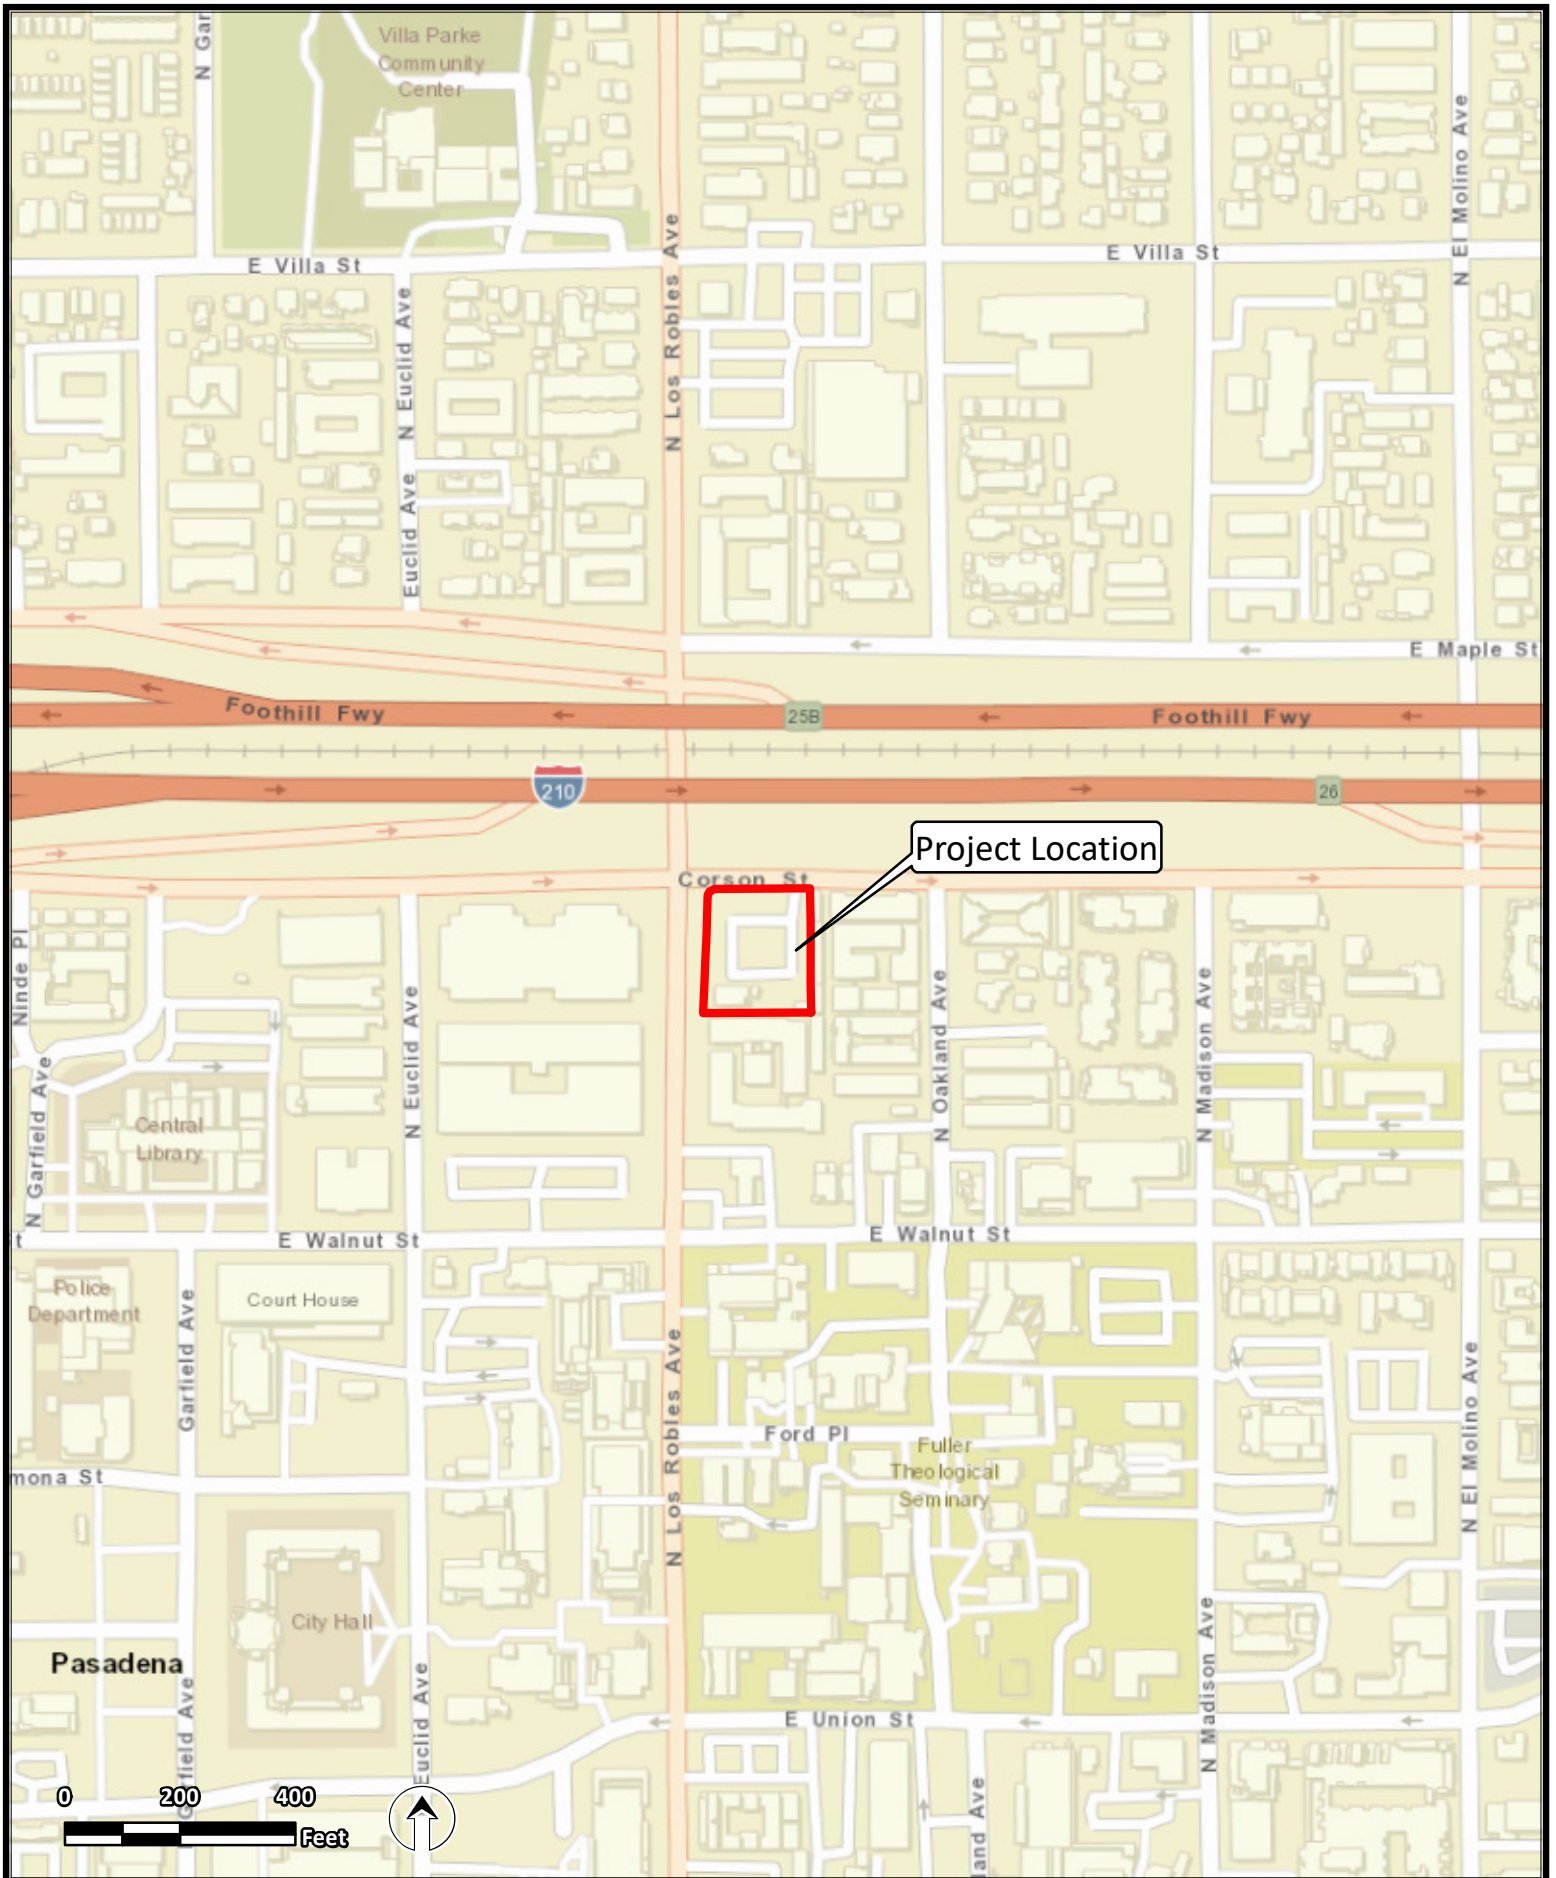 N Gar
Villa Parke
Community
Center
N El Molino Ave
E Villa St
E Villa St
N Los Robles Ave
N Euclid Ave
Euclid Ave
E Maple St
Foothill Fwy
25B
Foothill Fwy
210
26
Project Location
Corson St
Ninde Pl
N Euclid Ave
N Oakland Ave
N Madison Ave
N Garfield Ave
Central
Library
t
E Walnut St
E Walnut St
Police
Department
Court House
Garfield Ave
N Los Robles Ave
N El Molino Ave
Ford Pl
Fuller
Theological
Seminary
mona St
City Hall
Pasadena
N Madison Ave
Euclid Ave
E Union St
Garfield Ave
land Ave
0 200 400
Feet